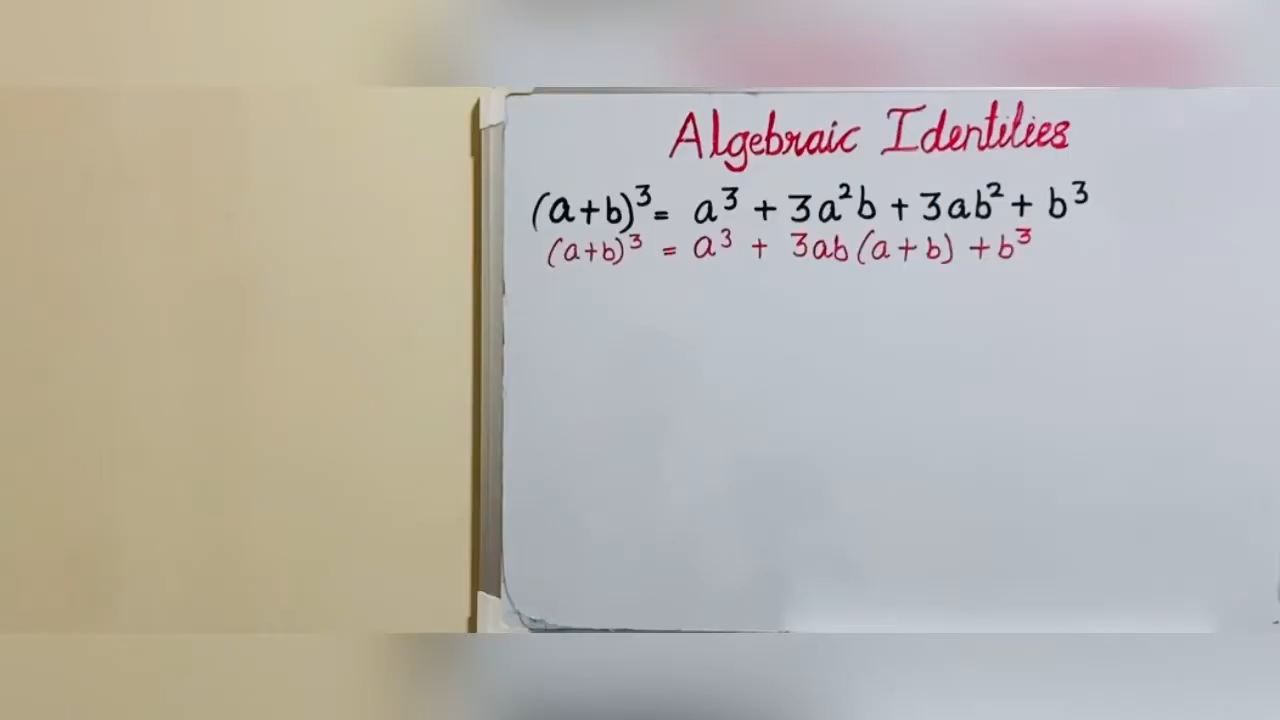 Algebraic Identities
(a+b)³ = a³ + 3a²b + 3ab² + b³
(a+b)³ = a³ + 3ab(a+b) + b³